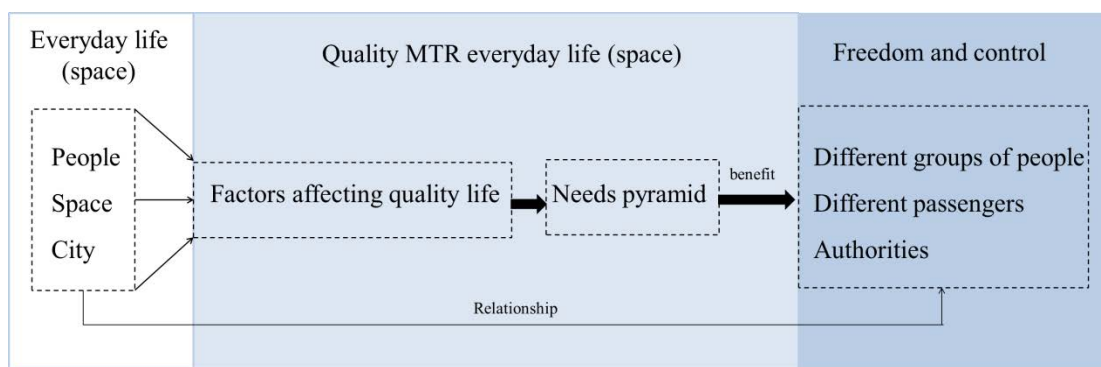 Everyday life
(space)
Quality MTR everyday life (space)
Freedom and control
People
Space
City
Factors affecting quality life
Needs pyramid
benefit
Different groups of people
Different passengers
Authorities
Relationship